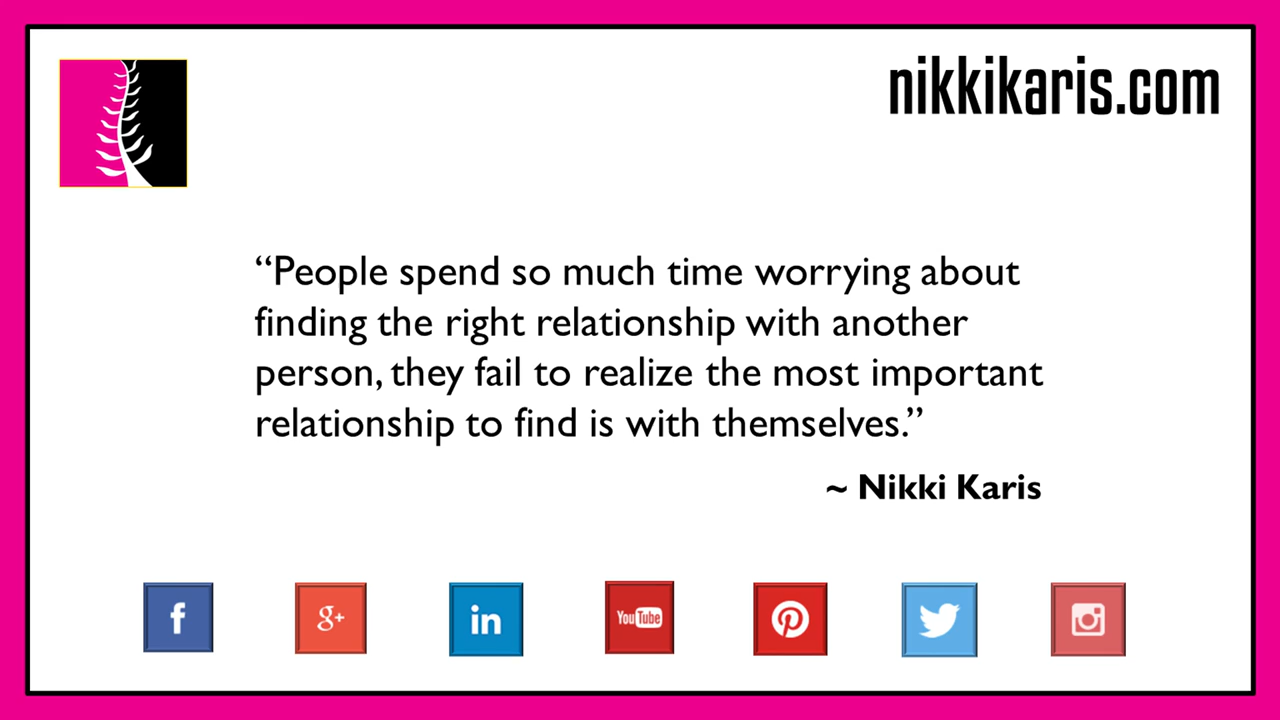 nikkikaris.com
“People spend so much time worrying about
finding the right relationship with another
person, they fail to realize the most important
relationship to find is with themselves.”
~ Nikki Karis
f
g+
in
YouTube